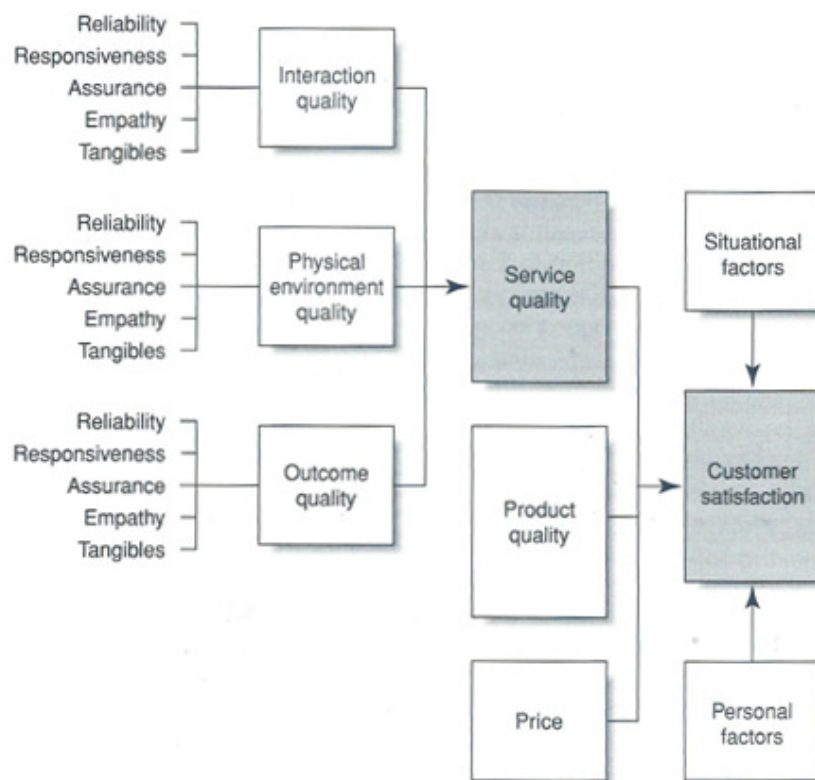 Reliability
Responsiveness
Assurance
Empathy
Tangibles
Interaction
quality
Reliability
Responsiveness
Assurance
Empathy
Tangibles
Physical
environment
quality
Reliability
Responsiveness
Assurance
Empathy
Tangibles
Outcome
quality
Service
quality
Product
quality
Price
Situational
factors
Customer
satisfaction
Personal
factors